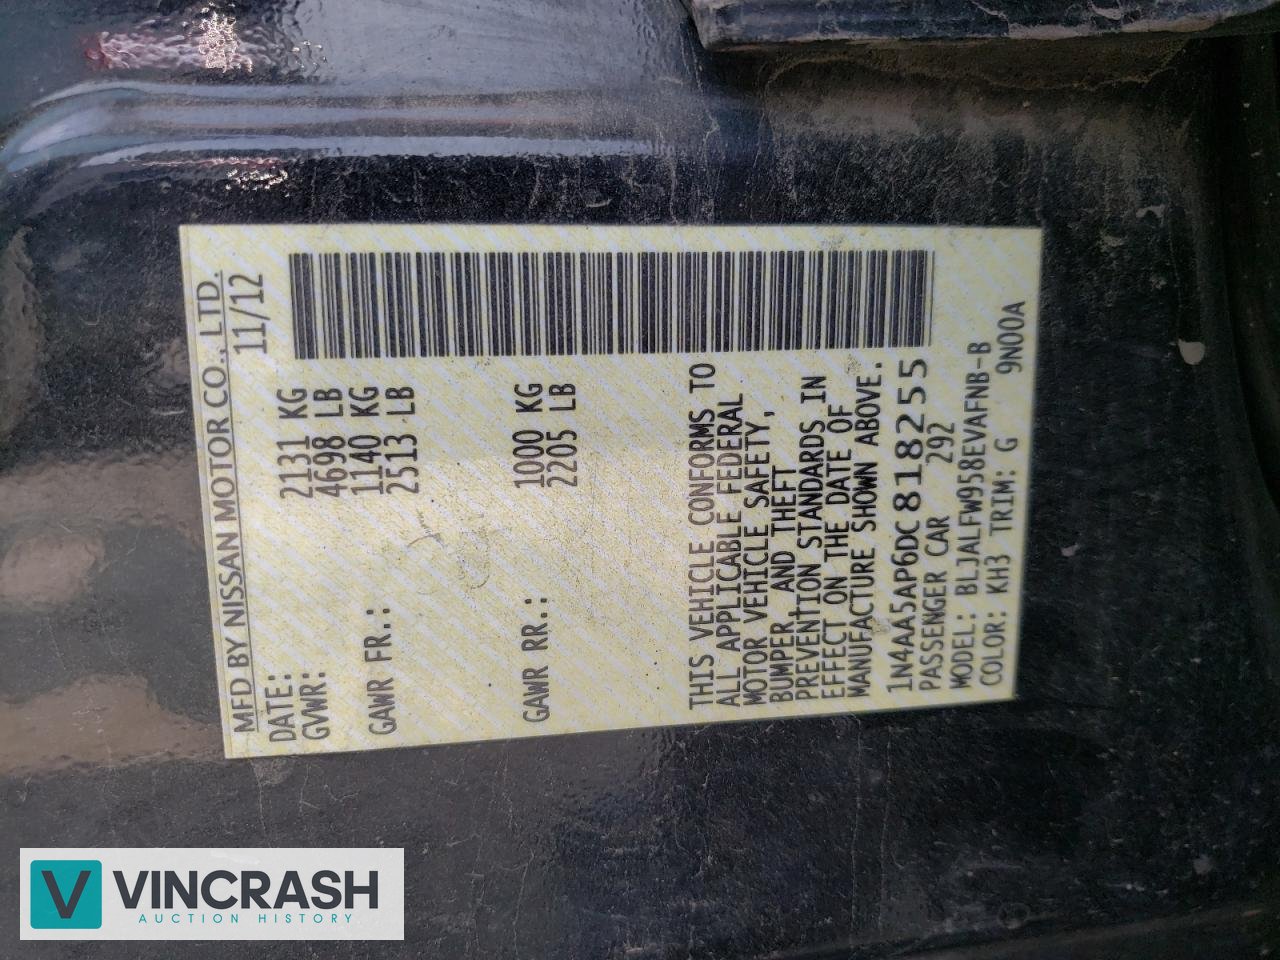 MFD BY NISSAN MOTOR CO., LTD.
DATE: 11/12
GVWR: 2131 KG
4698 LB
GAWR FR.: 1140 KG
2513 LB
GAWR RR.: 1000 KG
2205 LB
THIS VEHICLE CONFORMS TO
ALL APPLICABLE FEDERAL
MOTOR VEHICLE SAFETY,
BUMPER, AND THEFT
PREVENTION STANDARDS IN
EFFECT ON THE DATE OF
MANUFACTURE SHOWN ABOVE.
1N4AA5AP6DC818255
PASSENGER CAR 292
MODEL: BLJALFW958EVAFNB-B
COLOR: KH3 TRIM: G 9N00A
V VINCRASH
AUCTION HISTORY